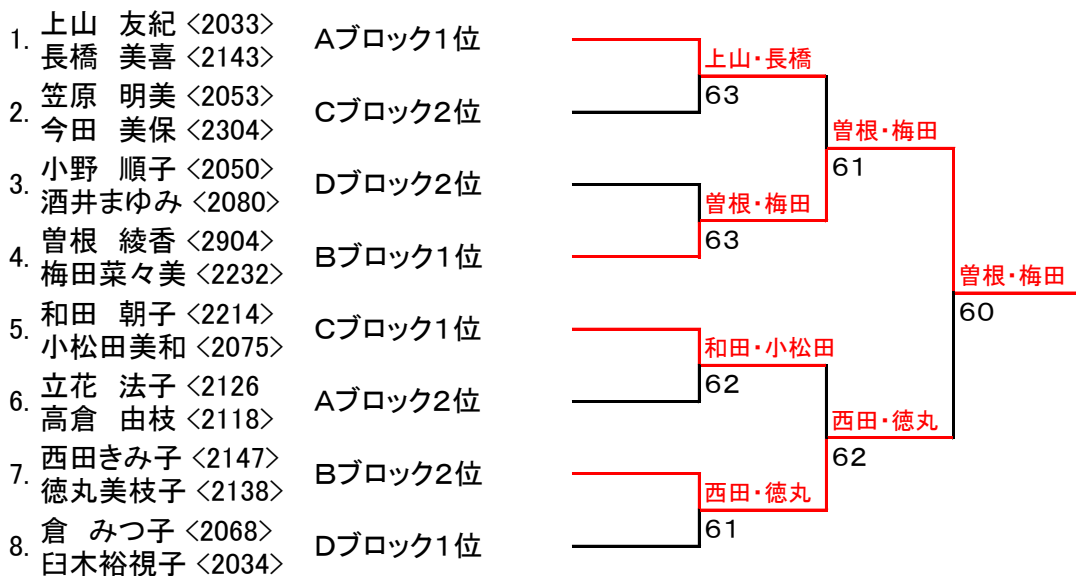 1. 上山 友紀 <2033> 長橋 美喜 <2143> Aブロック1位
2. 笠原 明美 <2053> 今田 美保 <2304> Cブロック2位
3. 小野 順子 <2050> 酒井まゆみ <2080> Dブロック2位
4. 曽根 綾香 <2904> 梅田菜々美 <2232> Bブロック1位
5. 和田 朝子 <2214> 小松田美和 <2075> Cブロック1位
6. 立花 法子 <2126 高倉 由枝 <2118> Aブロック2位
7. 西田きみ子 <2147> 徳丸美枝子 <2138> Bブロック2位
8. 倉 みつ子 <2068> 臼木裕視子 <2034> Dブロック1位
上山・長橋
63
曽根・梅田
63
和田・小松田
62
西田・徳丸
61
曽根・梅田
61
西田・徳丸
62
曽根・梅田
60